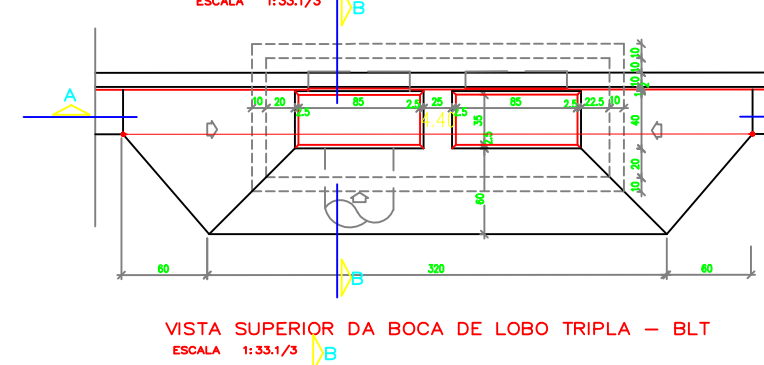 ESCALA 1:33.1/3
B
A
10 10 10
10 20 85 2.5 25 85 2.5 22.5 10
2.5 2.5
4.40
35
40
2.5
20
10
60
B
60 320 60
VISTA SUPERIOR DA BOCA DE LOBO TRIPLA – BLT
ESCALA 1:33.1/3
B